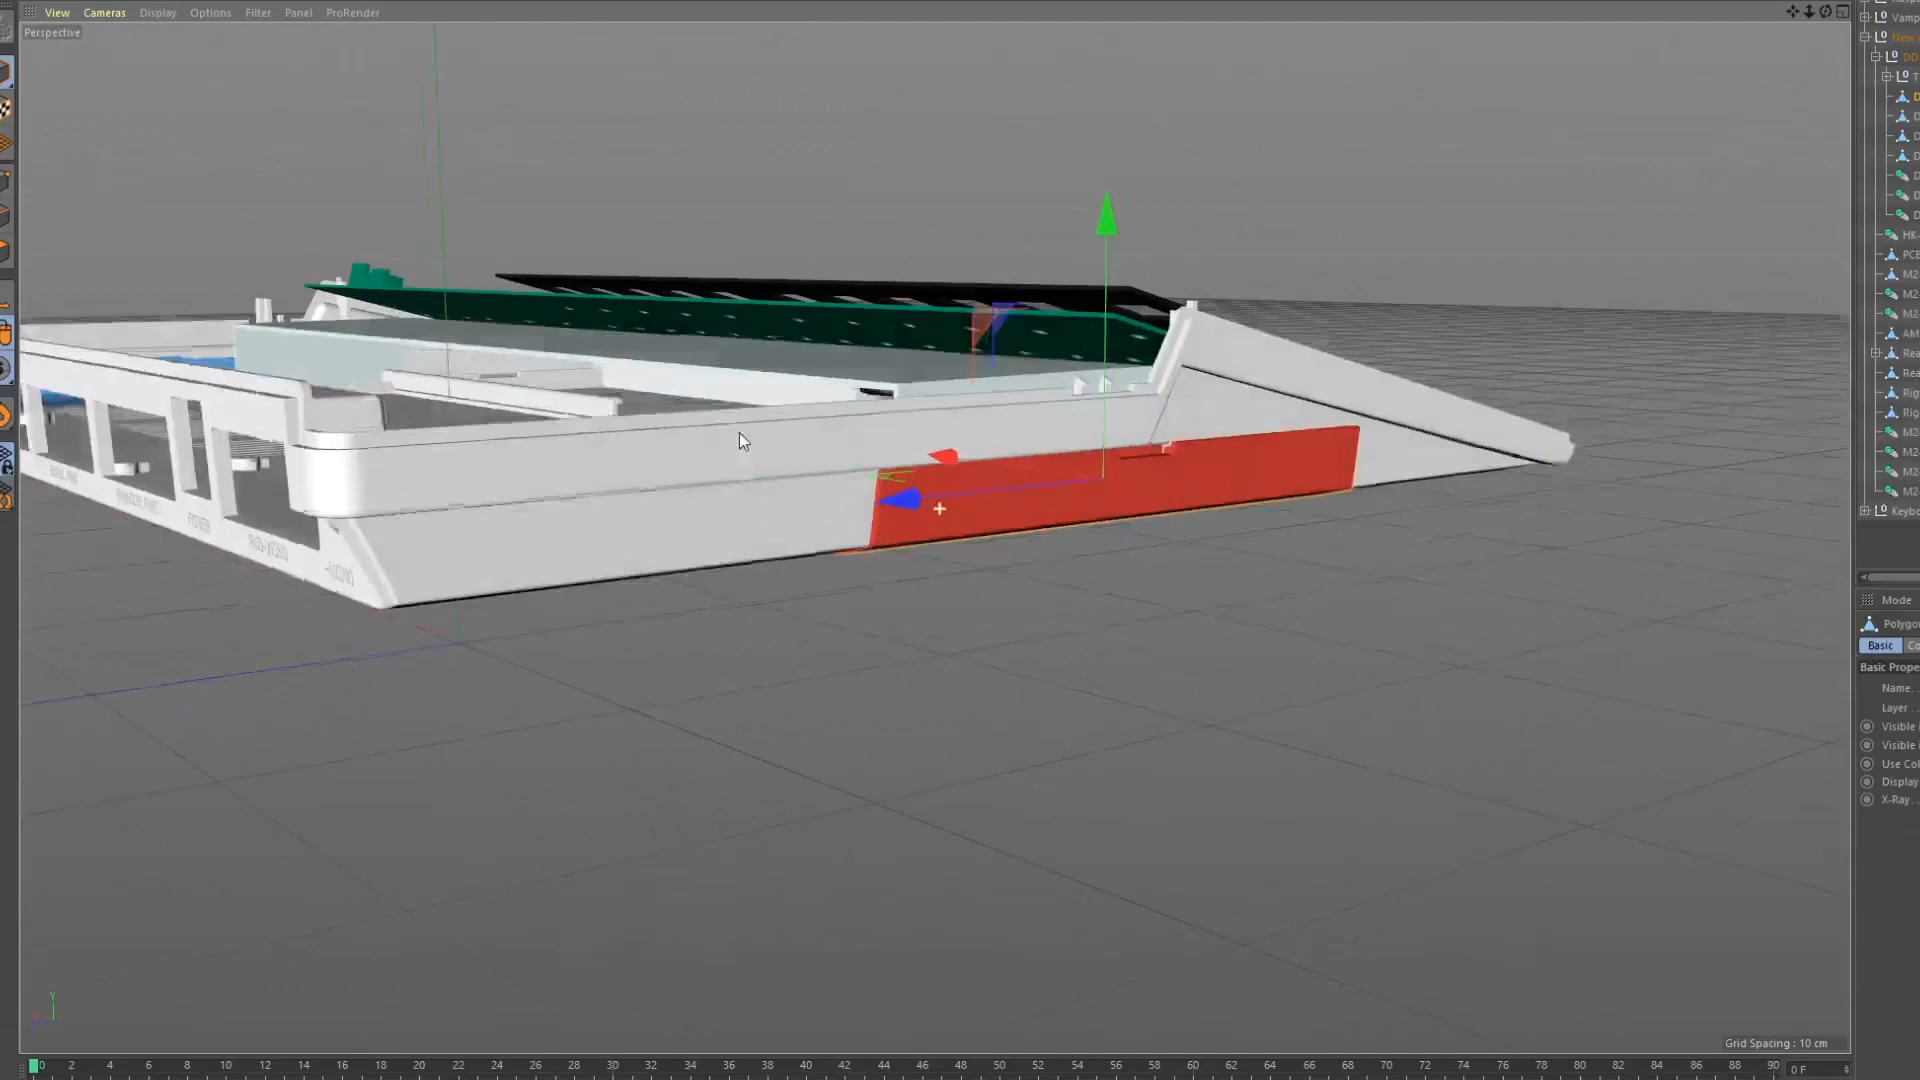 View Cameras Display Options Filter Panel ProRender
Perspective
Vamp
New
DD
T
D
D
D
D
D
D
D
HK-
PCE
M2
M2
M2
AM
Rea
Rea
Rig
Rig
M2
M2
M2
M2
Keybo
Mode
Polygo
Basic Co
Basic Prope
Name. .
Layer . .
Visible
Visible
Use Col
Display
X-Ray. .
Y
Grid Spacing : 10 cm
0 2 4 6 8 10 12 14 16 18 20 22 24 26 28 30 32 34 36 38 40 42 44 46 48 50 52 54 56 58 60 62 64 66 68 70 72 74 76 78 80 82 84 86 88 90 0 F